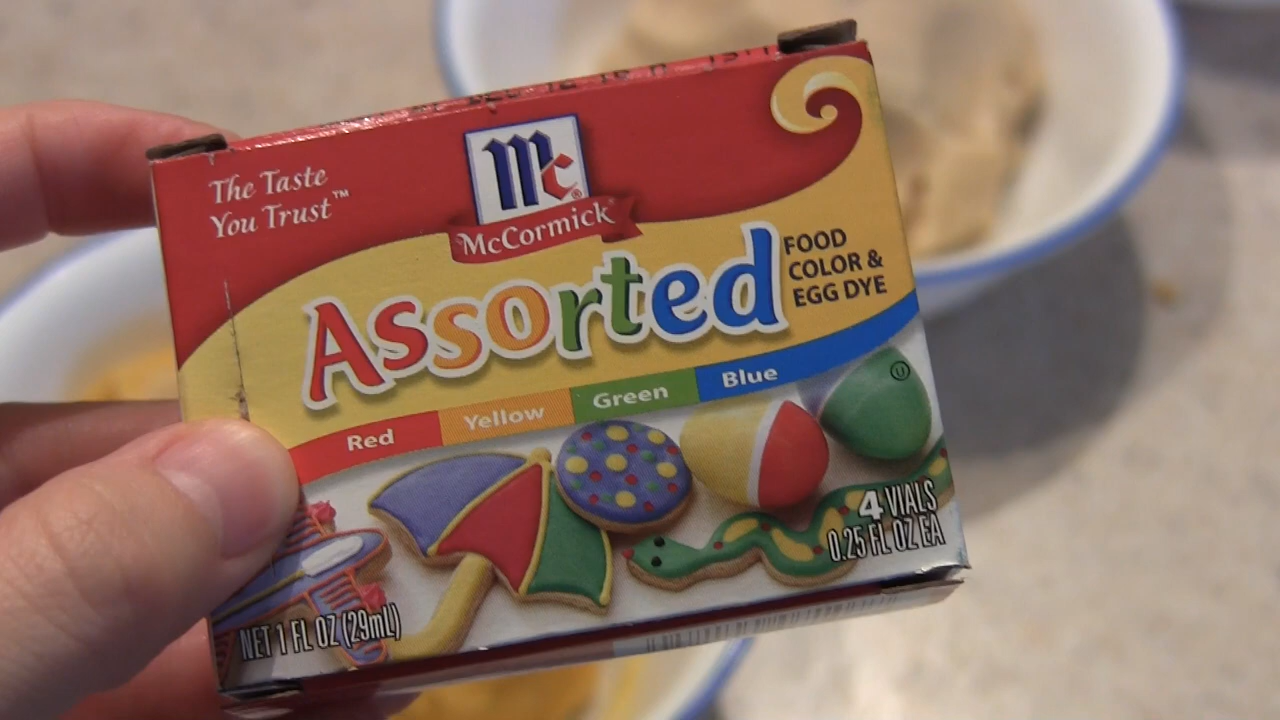 The Taste
You Trust™
Mc®
McCormick®
Assorted
FOOD
COLOR &
EGG DYE
Red Yellow Green Blue
U
4 VIALS
0.25 FL OZ EA
NET 1 FL OZ (29mL)